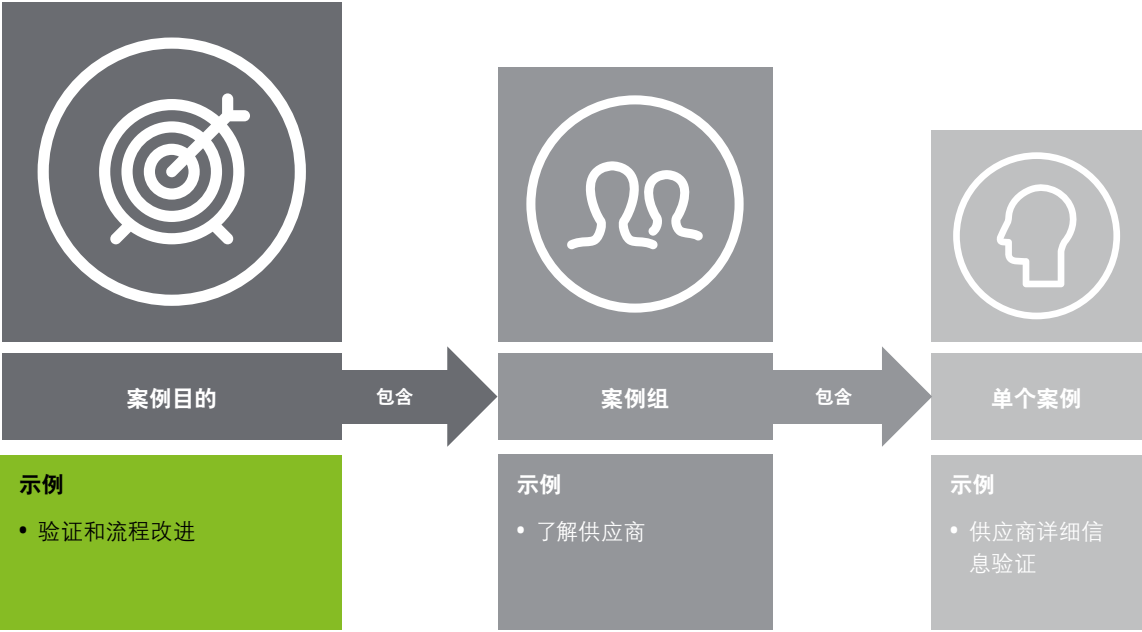 案例目的
包含
案例组
包含
单个案例
示例
• 验证和流程改进
示例
• 了解供应商
示例
• 供应商详细信
息验证